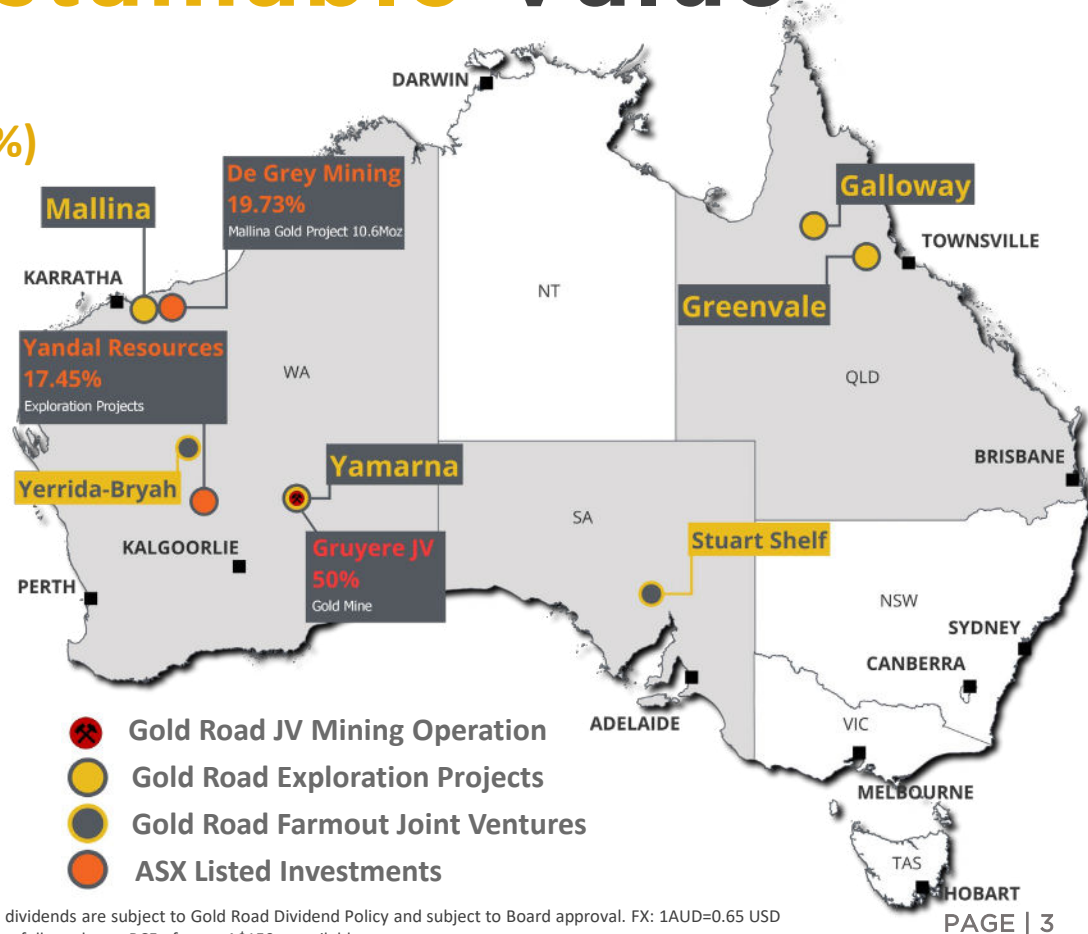 Value
%)
DARWIN
De Grey Mining
19.73%
Mallina Gold Project 10.6Moz
Mallina
Galloway
TOWNSVILLE
KARRATHA
NT
Greenvale
Yandal Resources
17.45%
Exploration Projects
WA
QLD
BRISBANE
Yamarna
Yerrida-Bryah
SA
Stuart Shelf
KALGOORLIE
Gruyere JV
50%
Gold Mine
PERTH
NSW
SYDNEY
CANBERRA
ADELAIDE
VIC
MELBOURNE
TAS
HOBART
Gold Road JV Mining Operation
Gold Road Exploration Projects
Gold Road Farmout Joint Ventures
ASX Listed Investments
dividends are subject to Gold Road Dividend Policy and subject to Board approval. FX: 1AUD=0.65 USD
PAGE | 3